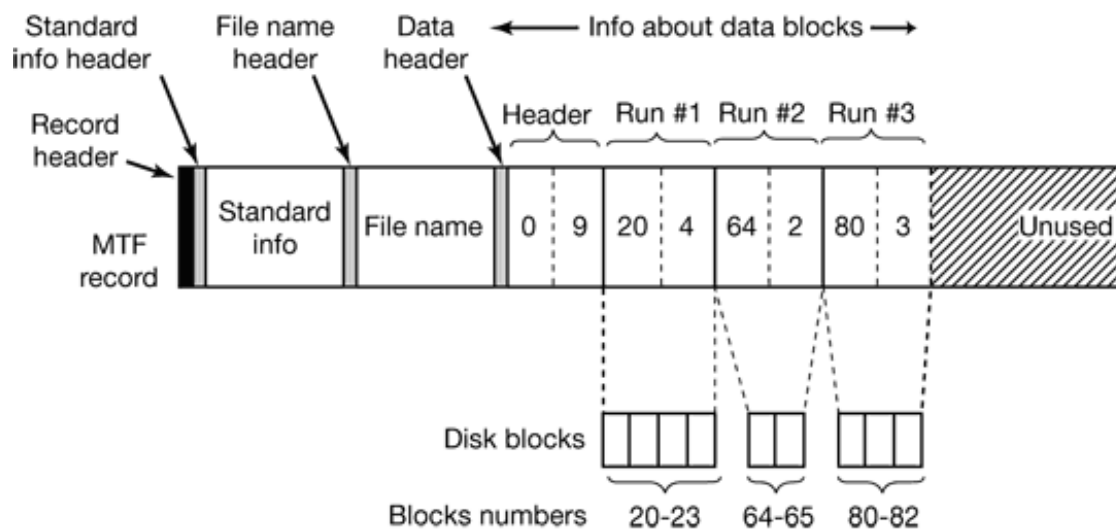 Standard
info header
File name
header
Data
header
Info about data blocks
Record
header
Header
Run #1
Run #2
Run #3
MTF
record
Standard
info
File name
0
9
20
4
64
2
80
3
Unused
Disk blocks
Blocks numbers
20-23
64-65
80-82